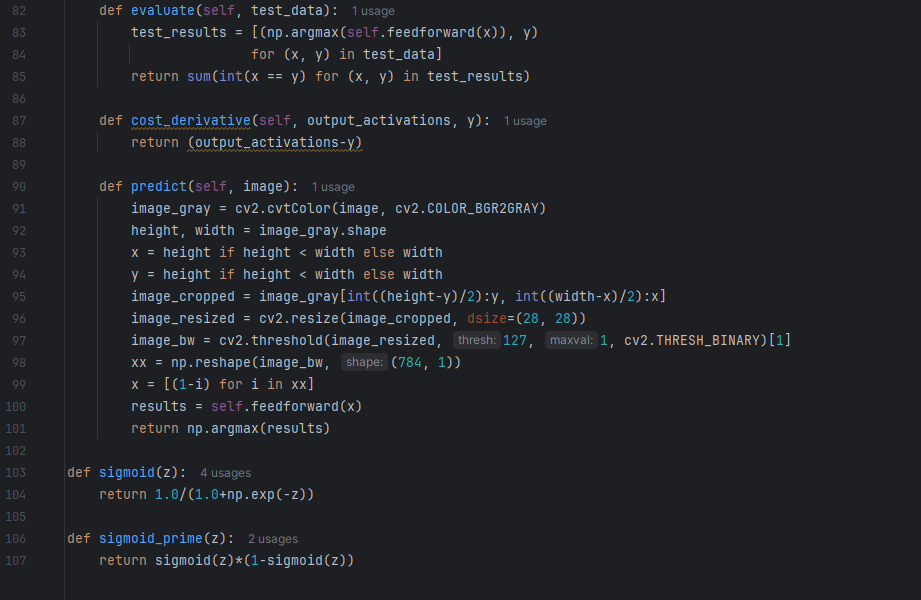 82 def evaluate(self, test_data): 1 usage
83 test_results = [(np.argmax(self.feedforward(x)), y)
84 for (x, y) in test_data]
85 return sum(int(x == y) for (x, y) in test_results)
86
87 def cost_derivative(self, output_activations, y): 1 usage
88 return (output_activations-y)
89
90 def predict(self, image): 1 usage
91 image_gray = cv2.cvtColor(image, cv2.COLOR_BGR2GRAY)
92 height, width = image_gray.shape
93 x = height if height < width else width
94 y = height if height < width else width
95 image_cropped = image_gray[int((height-y)/2):y, int((width-x)/2):x]
96 image_resized = cv2.resize(image_cropped, dsize=(28, 28))
97 image_bw = cv2.threshold(image_resized, thresh: 127, maxval: 1, cv2.THRESH_BINARY)[1]
98 xx = np.reshape(image_bw, shape: (784, 1))
99 x = [(1-i) for i in xx]
100 results = self.feedforward(x)
101 return np.argmax(results)
102
103 def sigmoid(z): 4 usages
104 return 1.0/(1.0+np.exp(-z))
105
106 def sigmoid_prime(z): 2 usages
107 return sigmoid(z)*(1-sigmoid(z))